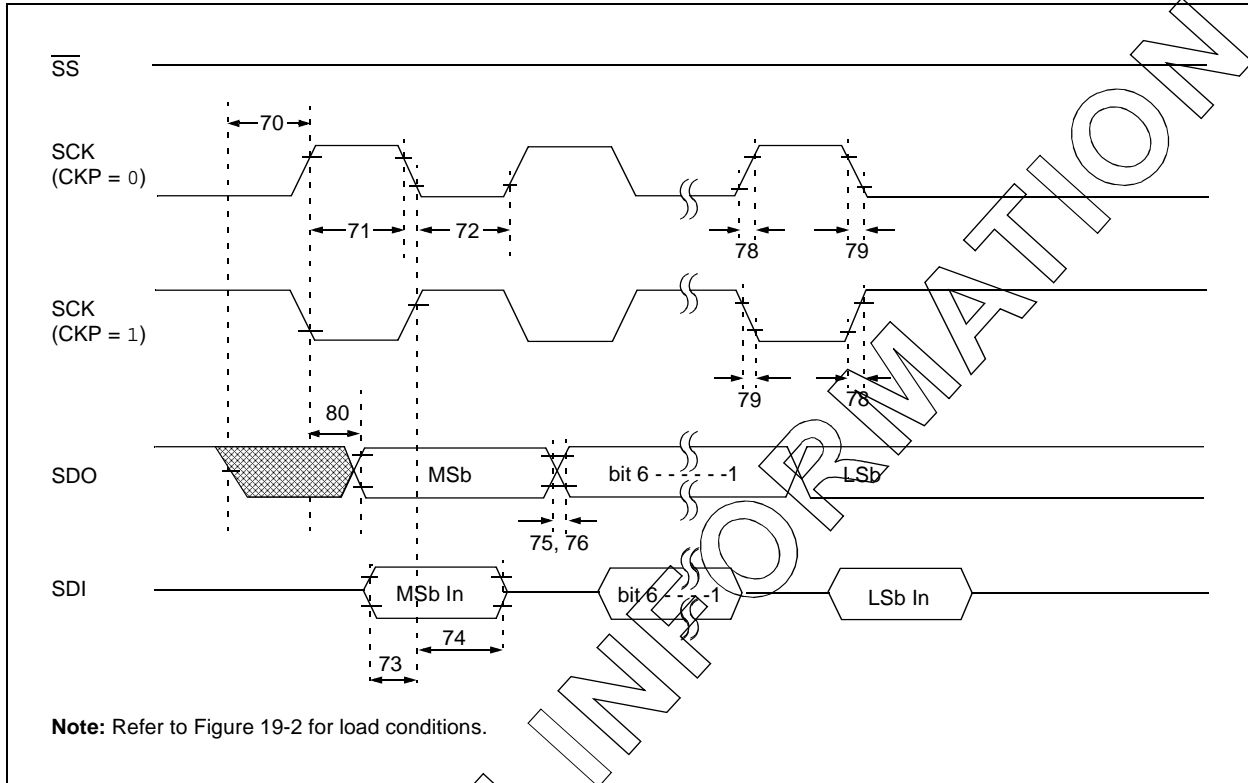 SS
70
SCK
(CKP = 0)
71
72
78
79
SCK
(CKP = 1)
79
78
80
SDO
MSb
bit 6 - - - - - -1
LSb
75, 76
SDI
MSb In
bit 6 - - - -1
LSb In
74
73
Note: Refer to Figure 19-2 for load conditions.
INFORMATION